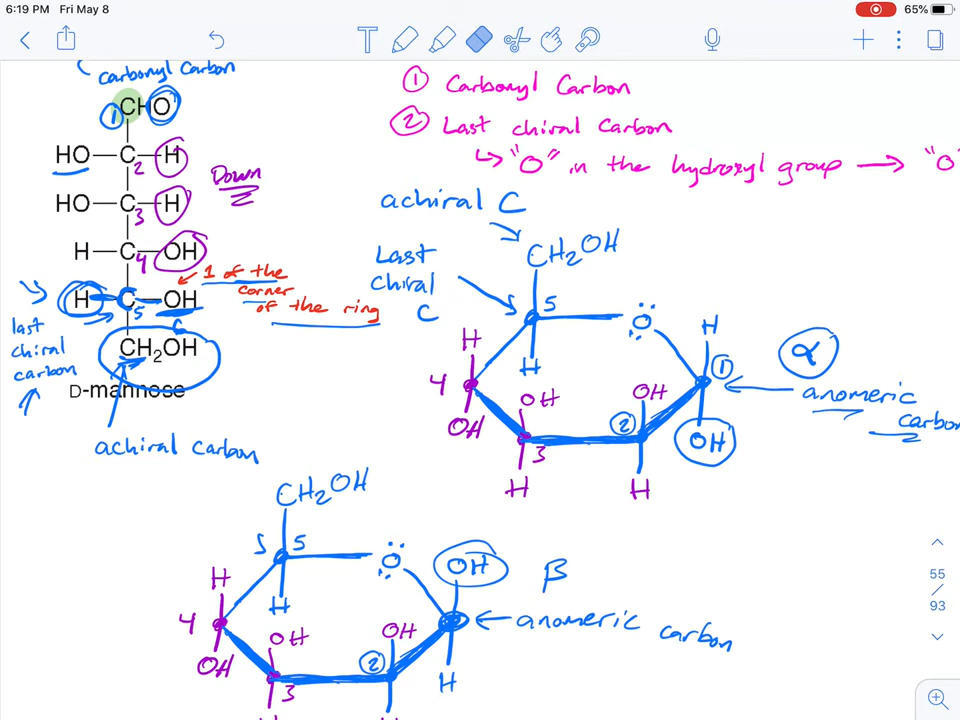 6:19 PM Fri May 8
65%
Carbonyl Carbon
1 CHO
HO–C–H
2
HO–C–H
3
Down
H–C–OH
4
H–C–OH
5
1 of the
corner
of the ring
last
chiral
carbon
CH₂OH
D-mannose
achiral carbon
① Carbonyl Carbon
② Last chiral Carbon
↳ "O" in the hydroxyl group → "O"
achiral C
CH₂OH
Last
chiral
C
5
O
H
H
H
4
OH
OH
3
H
②
OH
H
①
OH
α
anomeric
carbon
CH₂OH
5
O
OH
β
H
H
4
OH
OH
3
②
OH
H
anomeric carbon
55
/
93